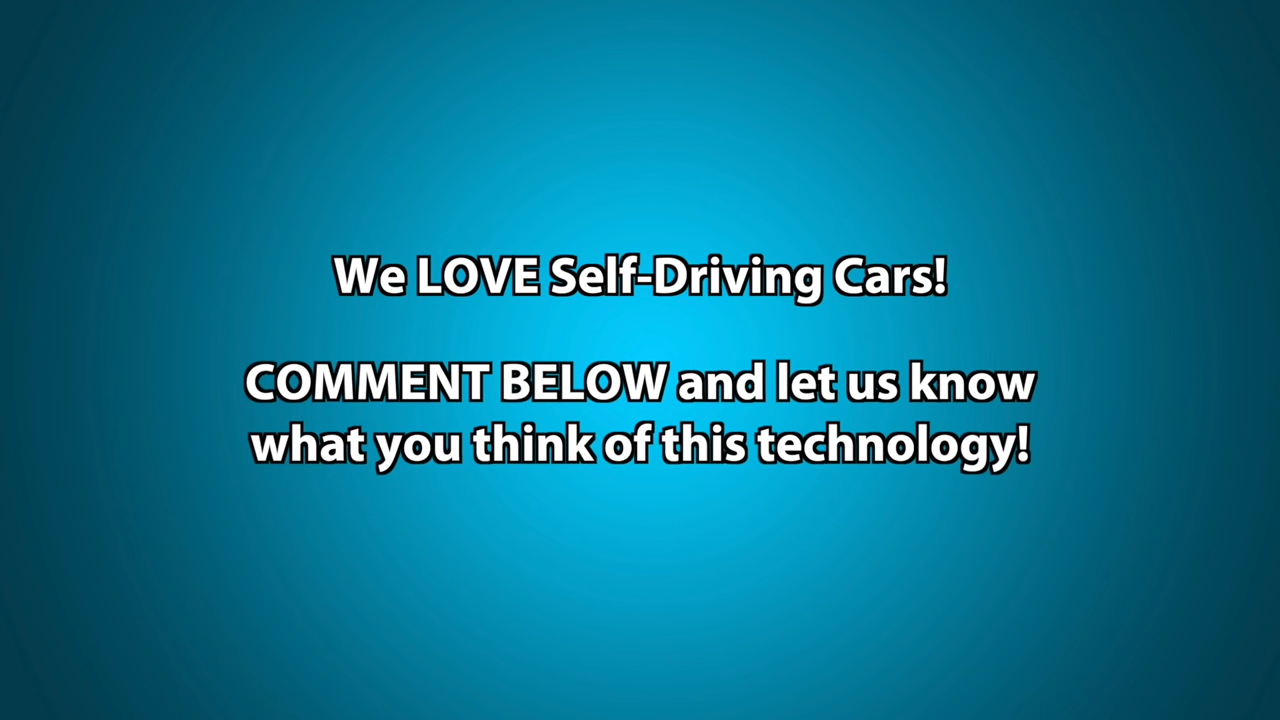 We LOVE Self-Driving Cars!
COMMENT BELOW and let us know
what you think of this technology!